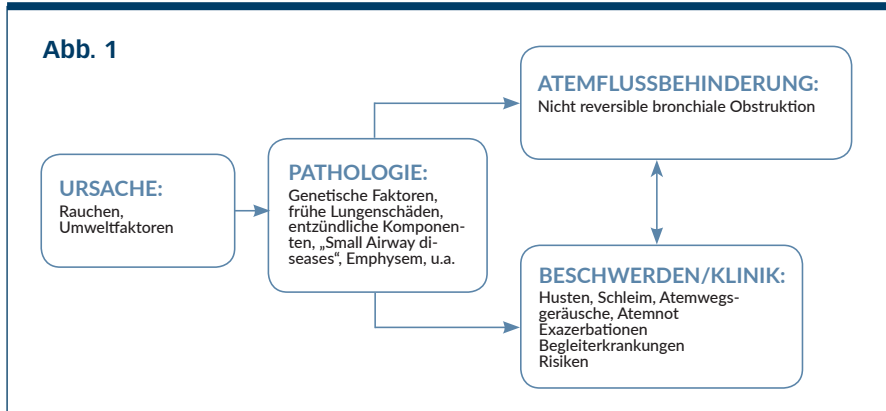 Abb. 1
URSACHE:
Rauchen,
Umweltfaktoren
PATHOLOGIE:
Genetische Faktoren,
frühe Lungenschäden,
entzündliche Komponen-
ten, „Small Airway di-
seases“, Emphysem, u.a.
ATEMFLUSSBEHINDERUNG:
Nicht reversible bronchiale Obstruktion
BESCHWERDEN/KLINIK:
Husten, Schleim, Atemwegs-
geräusche, Atemnot
Exazerbationen
Begleiterkrankungen
Risiken